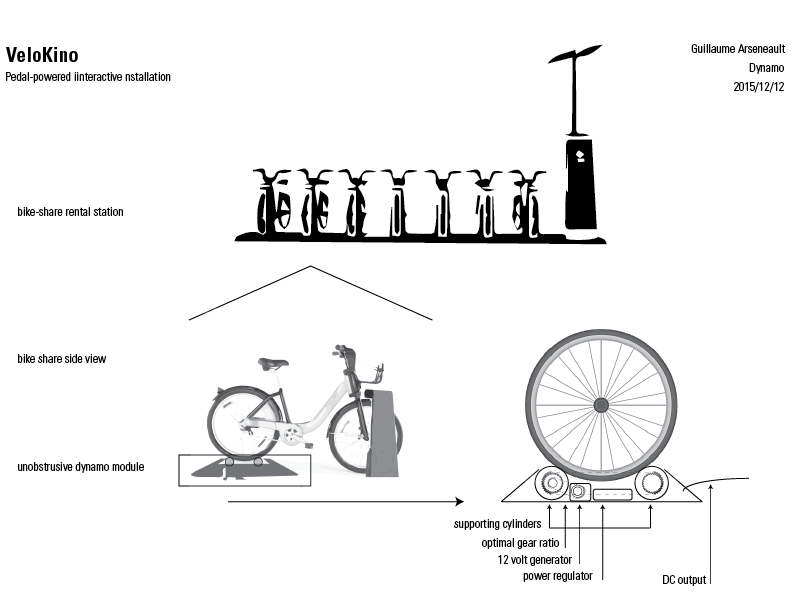 VeloKino
Pedal-powered iinteractive nstallation
Guillaume Arseneault
Dynamo
2015/12/12
bike-share rental station
bike share side view
unobstrusive dynamo module
supporting cylinders
optimal gear ratio
12 volt generator
power regulator
DC output